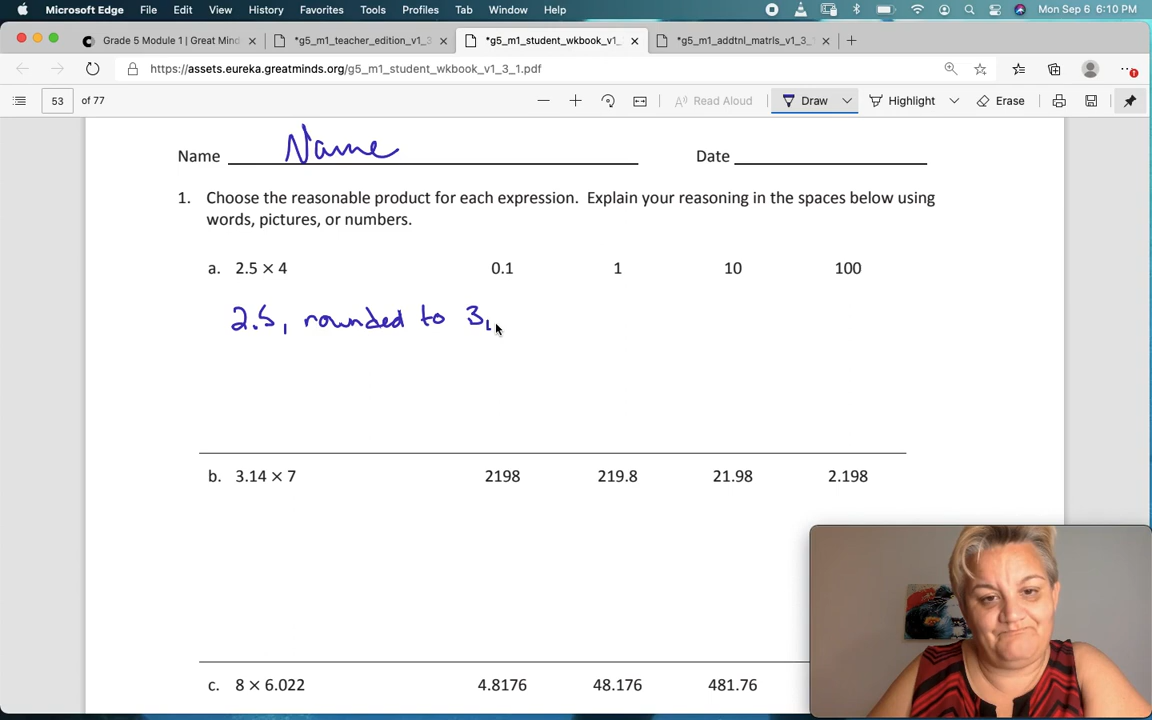 Microsoft Edge File Edit View History Favorites Tools Profiles Tab Window Help Mon Sep 6 6:10 PM
Grade 5 Module 1 | Great Mind *g5_m1_teacher_edition_v1_3 *g5_m1_student_wkbook_v1_ *g5_m1_addtnl_matrls_v1_3_
https://assets.eureka.greatminds.org/g5_m1_student_wkbook_v1_3_1.pdf
53 of 77 Read Aloud Draw Highlight Erase
Name Name Date
1. Choose the reasonable product for each expression. Explain your reasoning in the spaces below using
words, pictures, or numbers.
a. 2.5 × 4 0.1 1 10 100
2.5, rounded to 3,
b. 3.14 × 7 2198 219.8 21.98 2.198
c. 8 × 6.022 4.8176 48.176 481.76